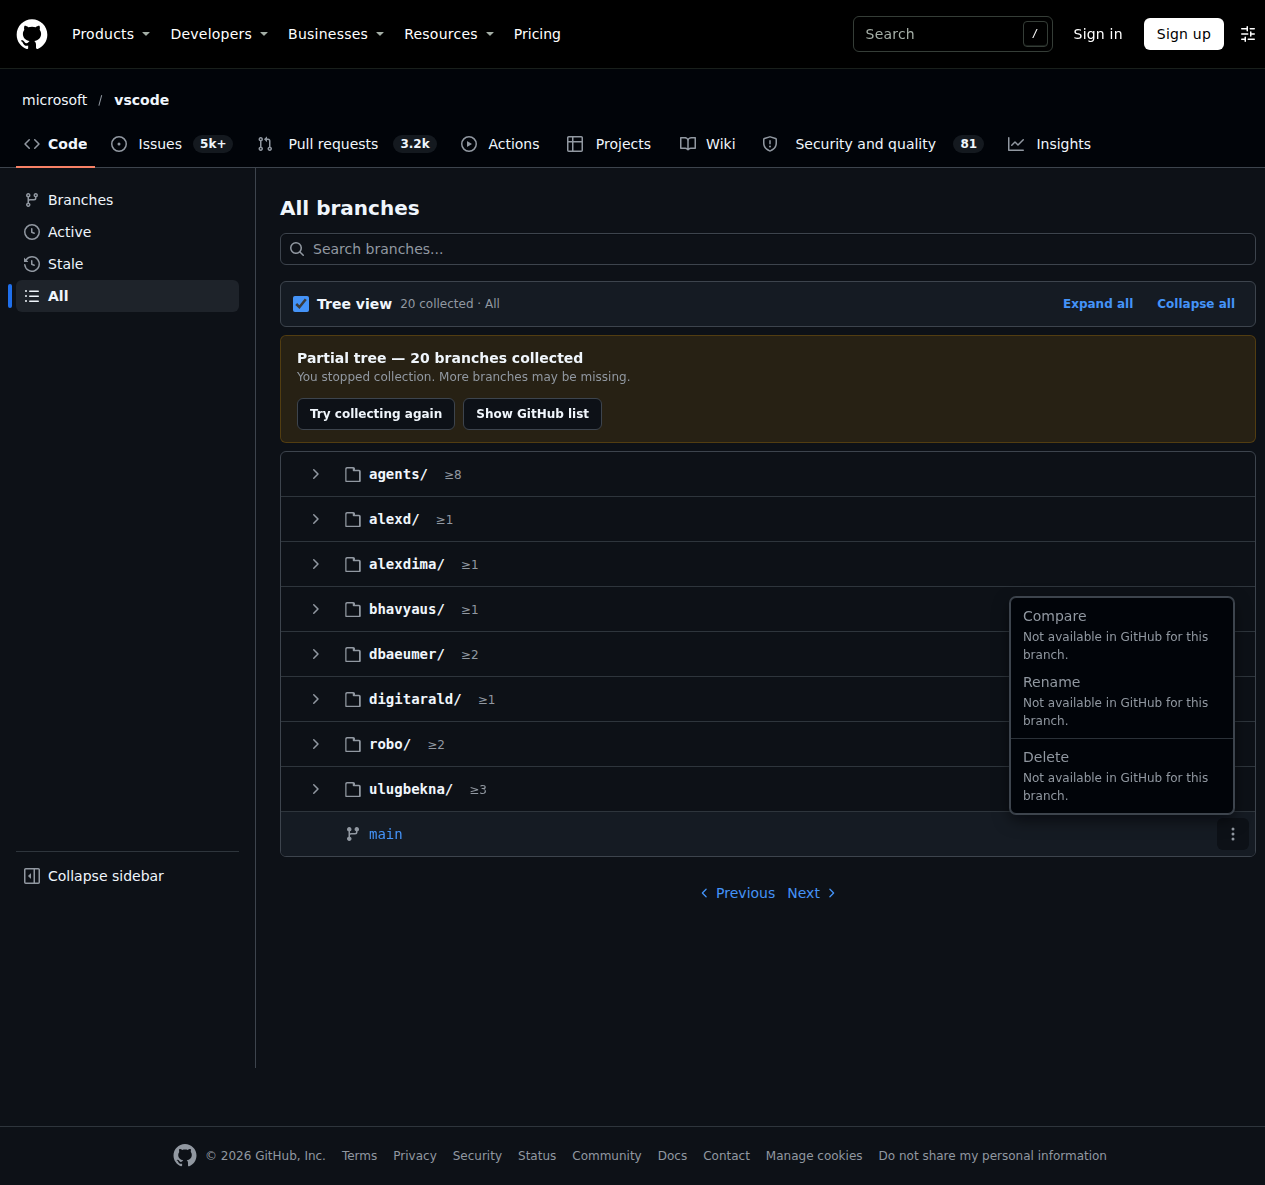 Products Developers Businesses Resources Pricing Search / Sign in Sign up
microsoft / vscode
Code Issues 5k+ Pull requests 3.2k Actions Projects Wiki Security and quality 81 Insights
Branches
Active
Stale
All
Collapse sidebar
All branches
Search branches...
Tree view 20 collected · All Expand all Collapse all
Partial tree — 20 branches collected
You stopped collection. More branches may be missing.
Try collecting again Show GitHub list
agents/ ≥8
alexd/ ≥1
alexdima/ ≥1
bhavyaus/ ≥1
dbaeumer/ ≥2
digitarald/ ≥1
robo/ ≥2
ulugbekna/ ≥3
main
Compare
Not available in GitHub for this
branch.
Rename
Not available in GitHub for this
branch.
Delete
Not available in GitHub for this
branch.
Previous Next
© 2026 GitHub, Inc. Terms Privacy Security Status Community Docs Contact Manage cookies Do not share my personal information